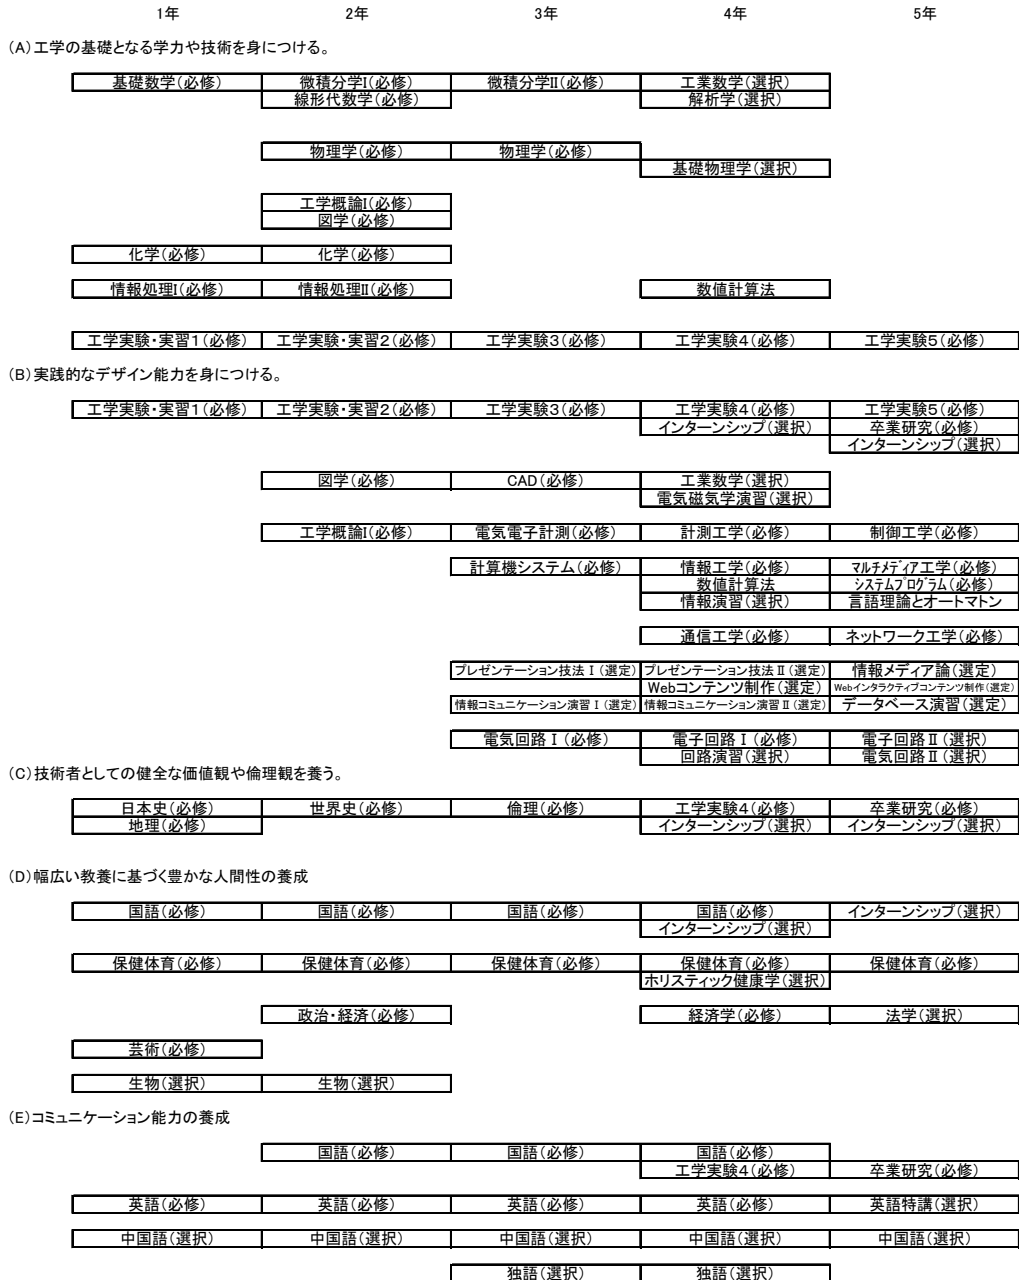 1年 2年 3年 4年 5年
(A)工学の基礎となる学力や技術を身につける。
基礎数学(必修) 微積分学I(必修) 微積分学II(必修) 工業数学(選択)
線形代数学(必修) 解析学(選択)
物理学(必修) 物理学(必修)
基礎物理学(選択)
工学概論I(必修)
図学(必修)
化学(必修) 化学(必修)
情報処理I(必修) 情報処理II(必修) 数値計算法
工学実験・実習1(必修) 工学実験・実習2(必修) 工学実験3(必修) 工学実験4(必修) 工学実験5(必修)
(B)実践的なデザイン能力を身につける。
工学実験・実習1(必修) 工学実験・実習2(必修) 工学実験3(必修) 工学実験4(必修) 工学実験5(必修)
インターンシップ(選択) 卒業研究(必修)
インターンシップ(選択)
図学(必修) CAD(必修) 工業数学(選択)
電気磁気学演習(選択)
工学概論I(必修) 電気電子計測(必修) 計測工学(必修) 制御工学(必修)
計算機システム(必修) 情報工学(必修) マルチメディア工学(必修)
数値計算法 システムプログラム(必修)
情報演習(選択) 言語理論とオートマトン
通信工学(必修) ネットワーク工学(必修)
プレゼンテーション技法Ⅰ(選定) プレゼンテーション技法Ⅱ(選定) 情報メディア論(選定)
Webコンテンツ制作(選定) Webインタラクティブコンテンツ制作(選定)
情報コミュニケーション演習Ⅰ(選定) 情報コミュニケーション演習Ⅱ(選定) データベース演習(選定)
電気回路Ⅰ(必修) 電子回路Ⅰ(必修) 電子回路Ⅱ(選択)
回路演習(選択) 電気回路Ⅱ(選択)
(C)技術者としての健全な価値観や倫理観を養う。
日本史(必修) 世界史(必修) 倫理(必修) 工学実験4(必修) 卒業研究(必修)
地理(必修) インターンシップ(選択) インターンシップ(選択)
(D)幅広い教養に基づく豊かな人間性の養成
国語(必修) 国語(必修) 国語(必修) 国語(必修) インターンシップ(選択)
インターンシップ(選択)
保健体育(必修) 保健体育(必修) 保健体育(必修) 保健体育(必修) 保健体育(必修)
ホリスティック健康学(選択)
政治・経済(必修) 経済学(必修) 法学(選択)
芸術(必修)
生物(選択) 生物(選択)
(E)コミュニケーション能力の養成
国語(必修) 国語(必修) 国語(必修)
工学実験4(必修) 卒業研究(必修)
英語(必修) 英語(必修) 英語(必修) 英語(必修) 英語特講(選択)
中国語(選択) 中国語(選択) 中国語(選択) 中国語(選択) 中国語(選択)
独語(選択) 独語(選択)